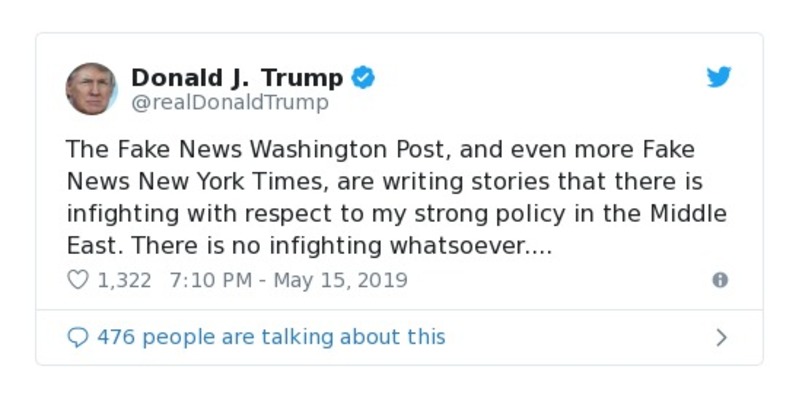 Donald J. Trump
@realDonaldTrump
The Fake News Washington Post, and even more Fake
News New York Times, are writing stories that there is
infighting with respect to my strong policy in the Middle
East. There is no infighting whatsoever....
1,322 7:10 PM - May 15, 2019
476 people are talking about this